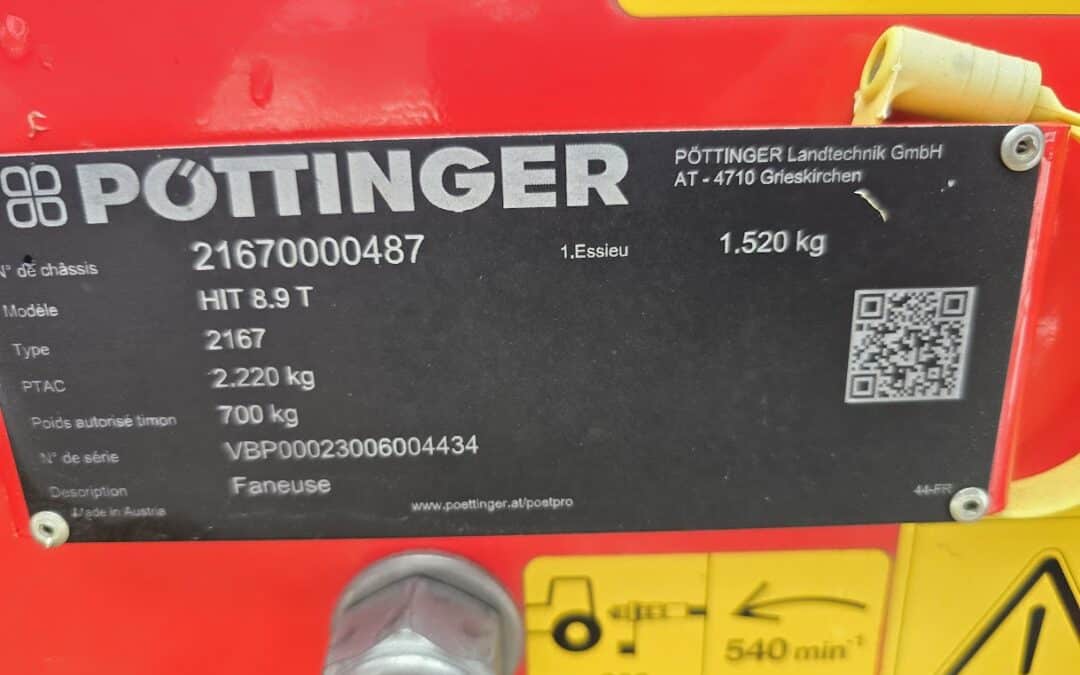 PÖTTINGER
PÖTTINGER Landtechnik GmbH
AT - 4710 Grieskirchen
N° de châssis 21670000487 1.Essieu 1.520 kg
Modèle HIT 8.9 T
Type 2167
PTAC 2.220 kg
Poids autorisé timon 700 kg
N° de série VBP00023006004434
Description Faneuse
Made in Austria www.poettinger.at/poetpro 44-FR
540 min⁻¹